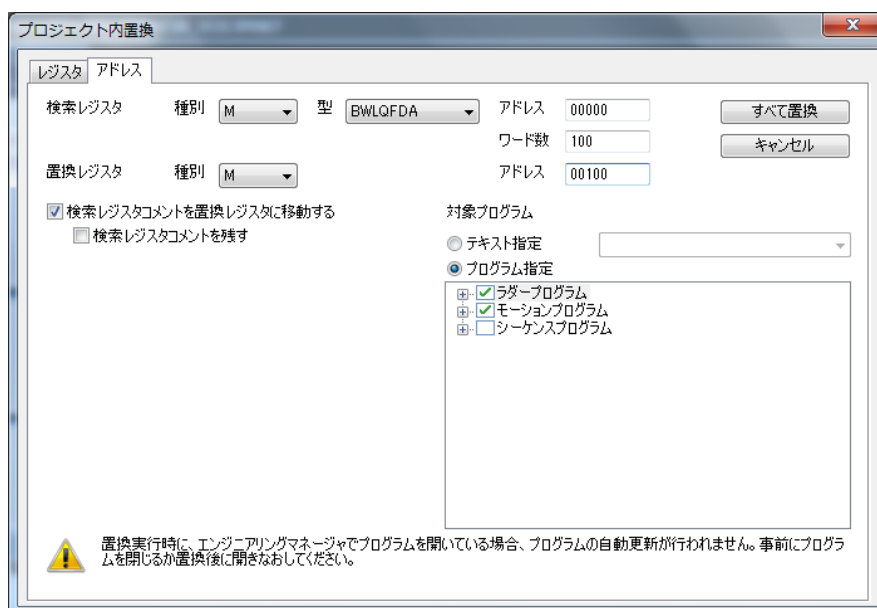 プロジェクト内置換
レジスタ アドレス
検索レジスタ 種別 M 型 BWLQFDA アドレス 00000 すべて置換
ワード数 100 キャンセル
置換レジスタ 種別 M アドレス 00100
検索レジスタコメントを置換レジスタに移動する 対象プログラム
検索レジスタコメントを残す
テキスト指定
プログラム指定
ラダープログラム
モーションプログラム
シーケンスプログラム
置換実行時に、エンジニアリングマネージャでプログラムを開いている場合、プログラムの自動更新が行われません。事前にプログラ
ムを閉じるか置換後に開きなおしてください。